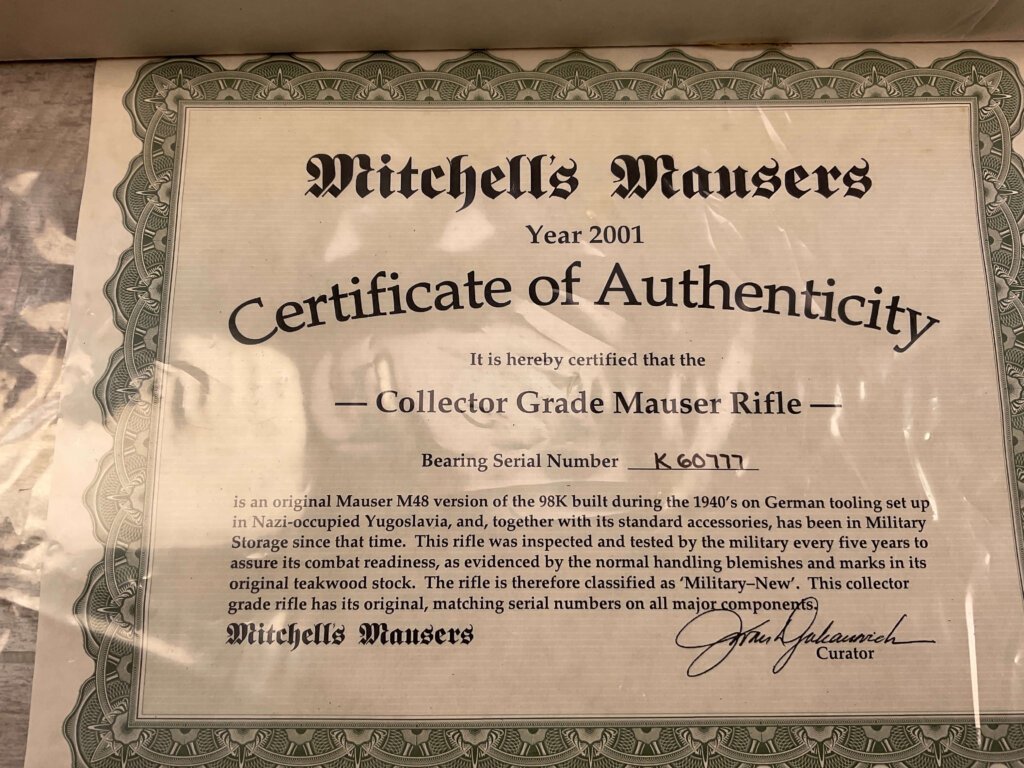 Mitchell's Mausers
Year 2001
Certificate of Authenticity
It is hereby certified that the
— Collector Grade Mauser Rifle —
Bearing Serial Number K60777
is an original Mauser M48 version of the 98K built during the 1940's on German tooling set up
in Nazi-occupied Yugoslavia, and, together with its standard accessories, has been in Military
Storage since that time. This rifle was inspected and tested by the military every five years to
assure its combat readiness, as evidenced by the normal handling blemishes and marks in its
original teakwood stock. The rifle is therefore classified as 'Military–New'. This collector
grade rifle has its original, matching serial numbers on all major components.
Mitchell's Mausers
Curator